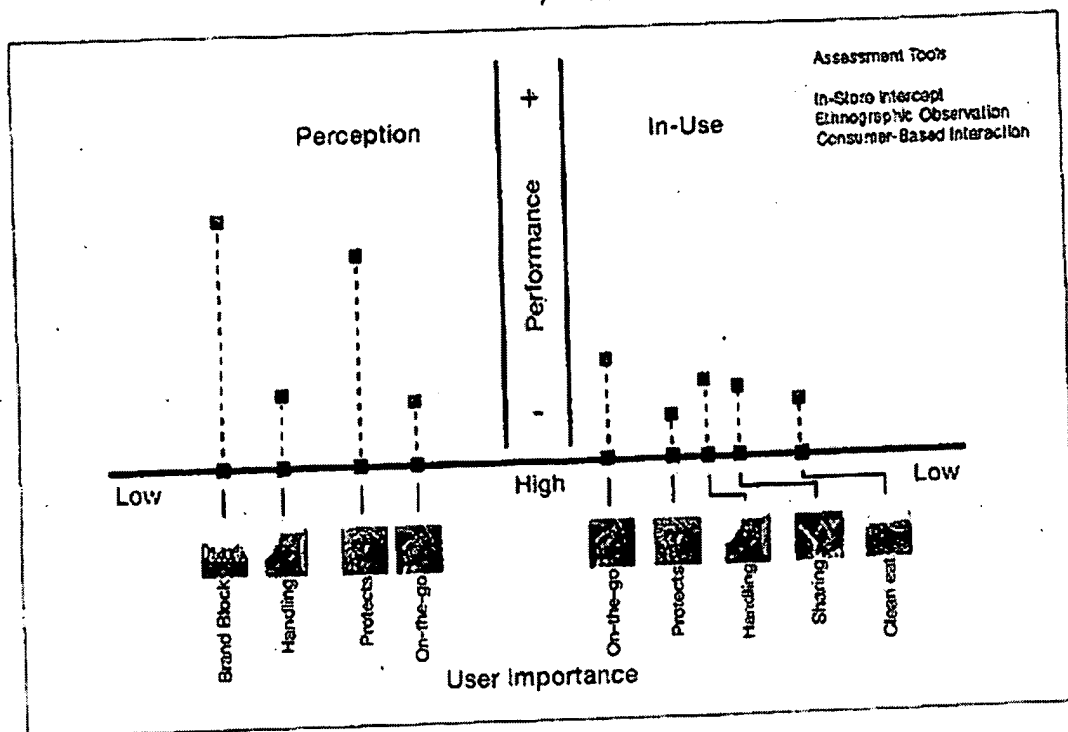 Assessment Tools
In-Store Intercept
Ethnographic Observation
Consumer-Based Interaction
Perception
In-Use
+
Performance
-
Low
High
Low
Brand Block
Handling
Protects
On-the-go
On-the-go
Protects
Handling
Sharing
Clean eat
User Importance